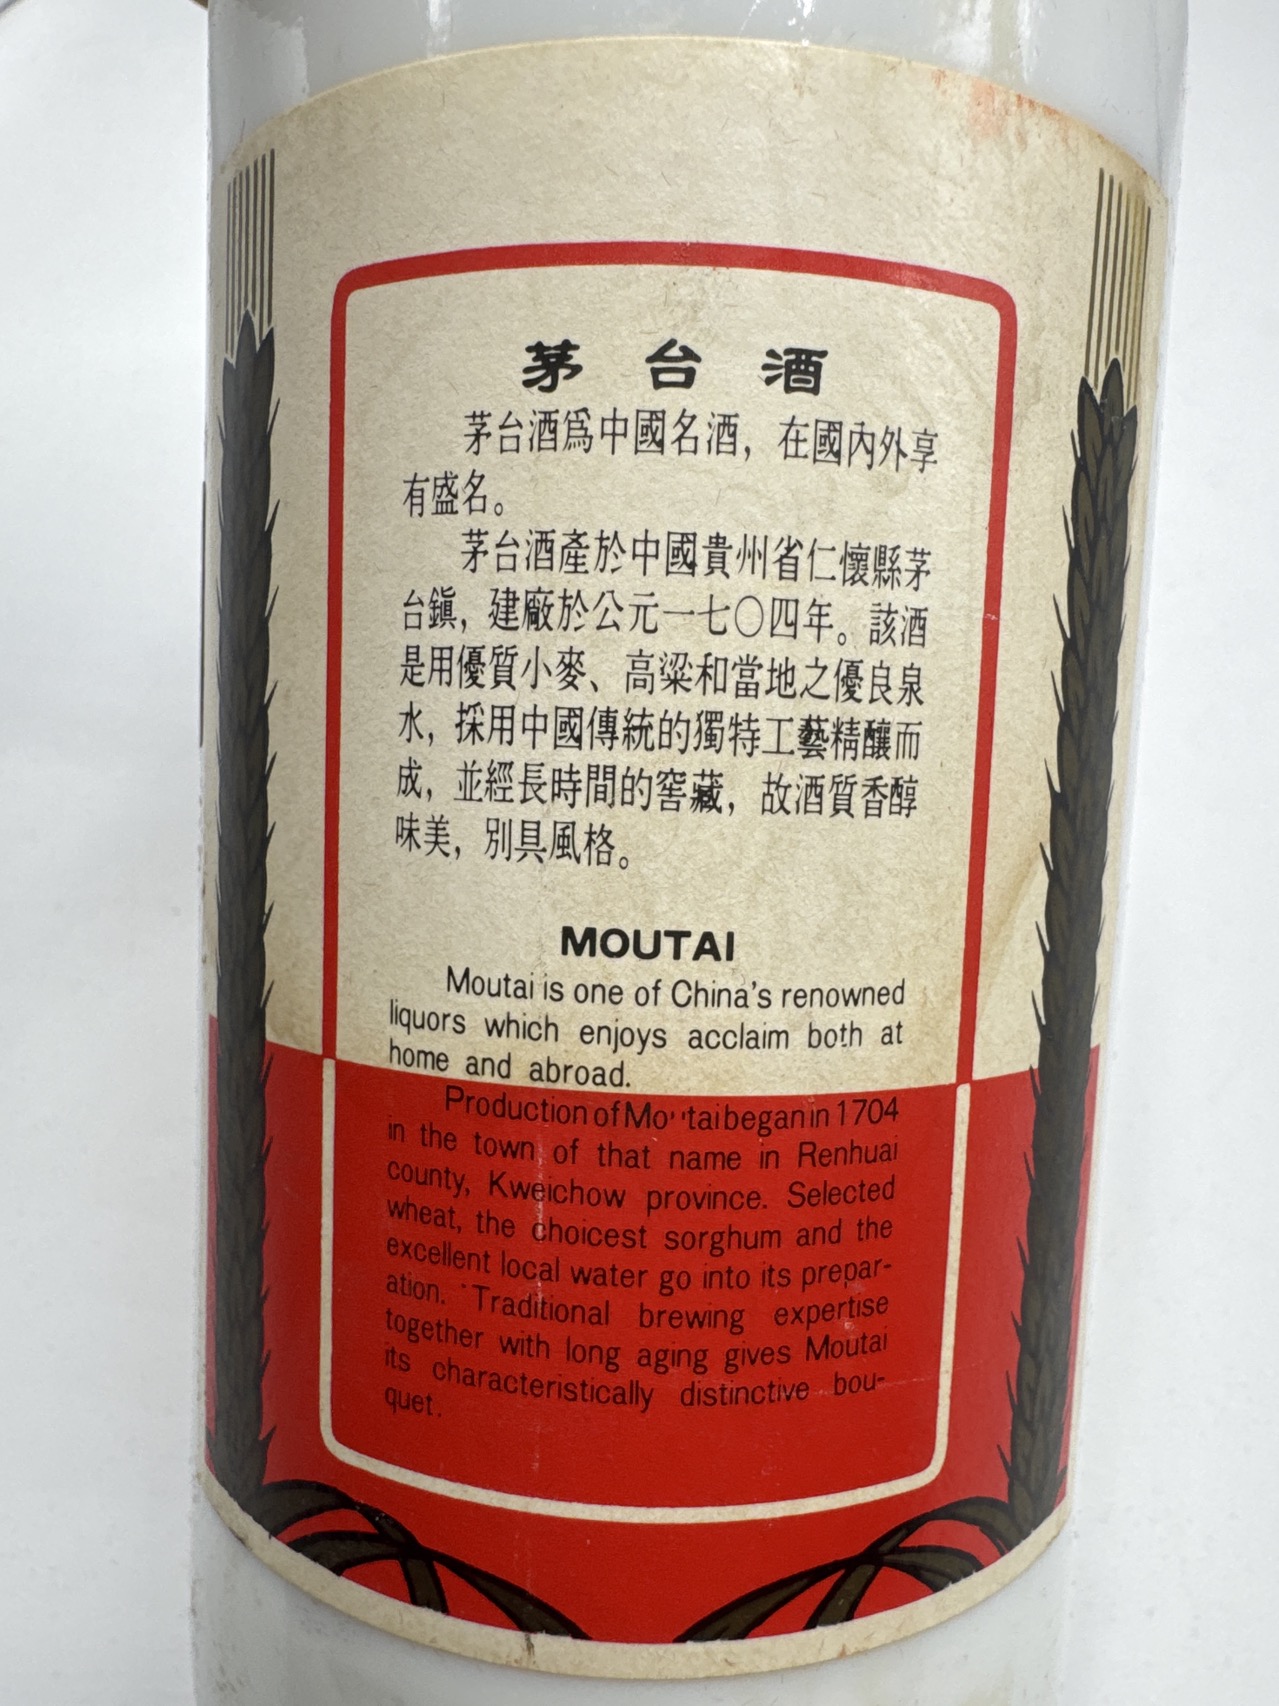 茅台酒
茅台酒爲中國名酒，在國內外享
有盛名。
茅台酒產於中國貴州省仁懷縣茅
台鎭，建廠於公元一七〇四年。該酒
是用優質小麥、高粱和當地之優良泉
水，採用中國傳統的獨特工藝精釀而
成，並經長時間的窖藏，故酒質香醇
味美，別具風格。
MOUTAI
Moutai is one of China's renowned
liquors which enjoys acclaim both at
home and abroad.
Production of Moutai began in 1704
in the town of that name in Renhuai
county, Kweichow province. Selected
wheat, the choicest sorghum and the
excellent local water go into its prepar-
ation. Traditional brewing expertise
together with long aging gives Moutai
its characteristically distinctive bou-
quet.